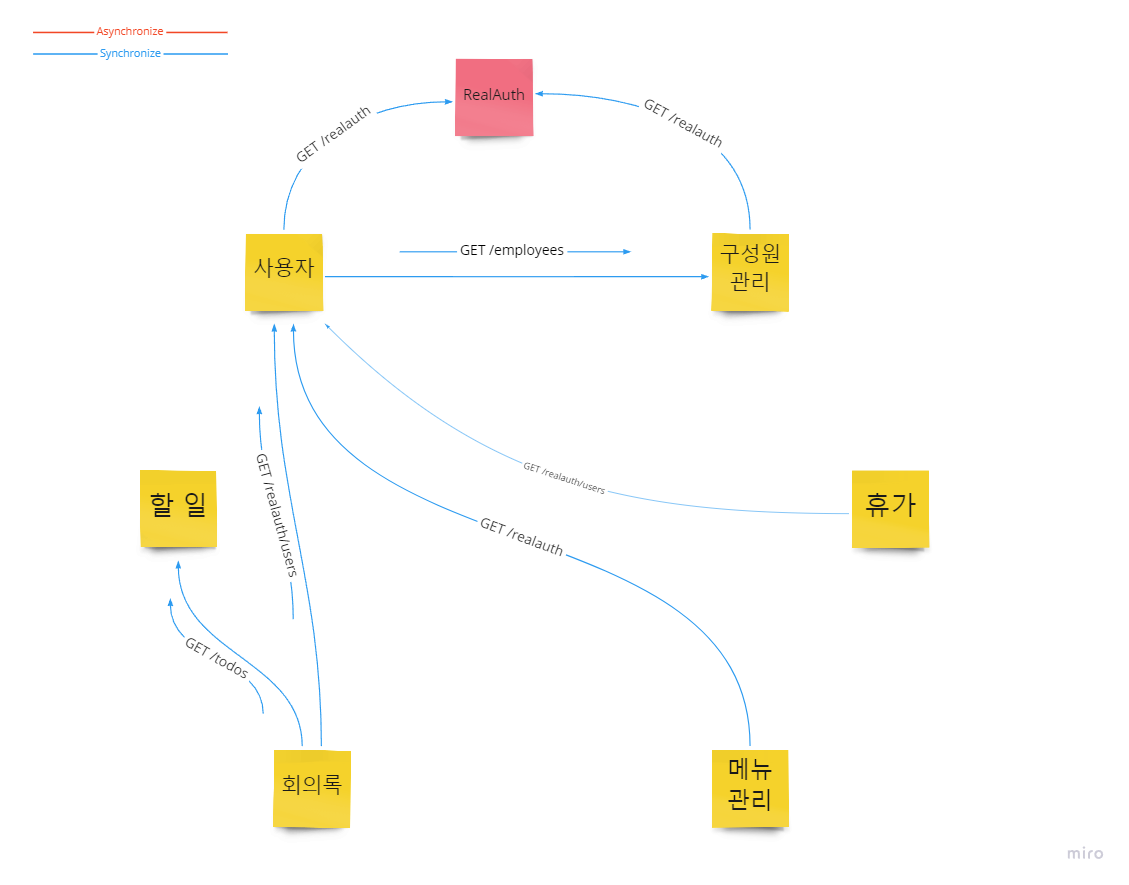 Asynchronize
Synchronize
RealAuth
GET /realauth
GET /realauth
사용자
GET /employees
구성원
관리
GET /realauth/users
GET /realauth/users
할 일
휴가
GET /realauth
GET /todos
회의록
메뉴
관리
miro